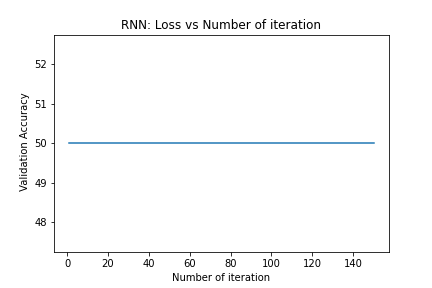 RNN: Loss vs Number of iteration
Validation Accuracy
52
51
50
49
48
0 20 40 60 80 100 120 140
Number of iteration